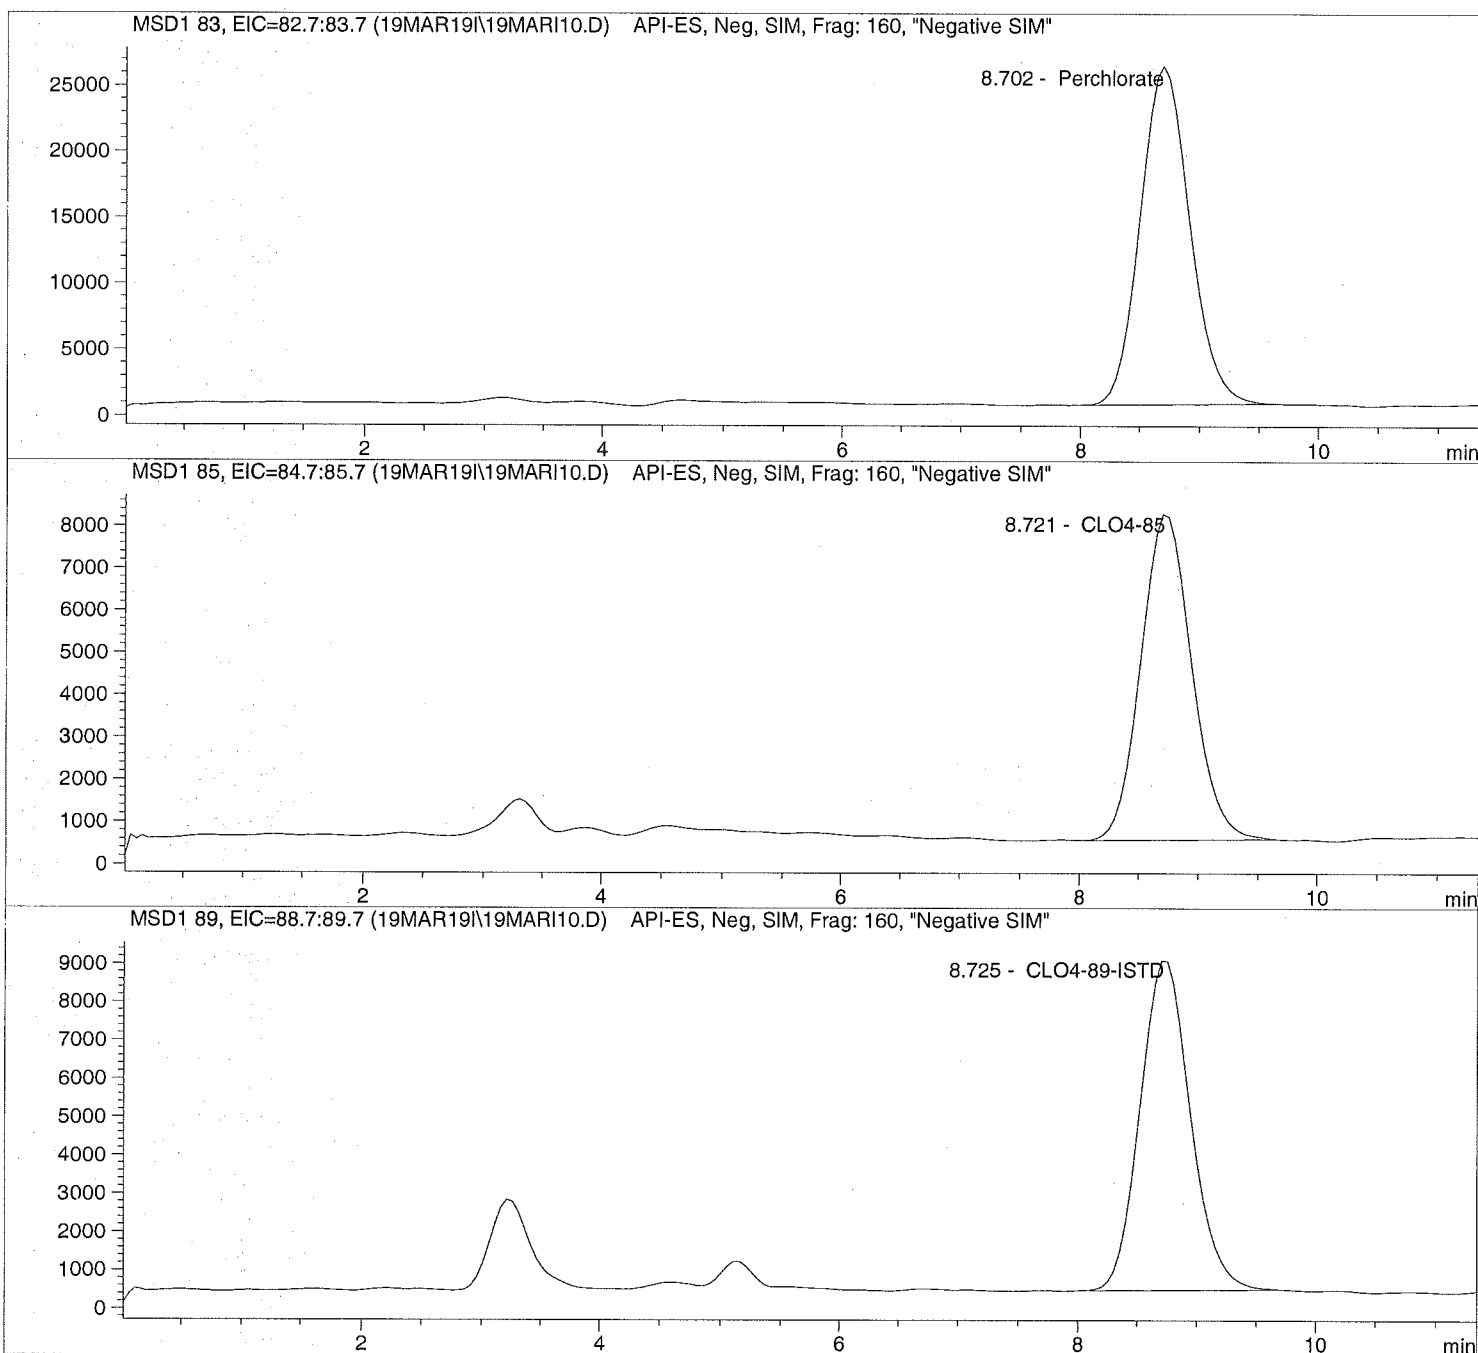 MSD1 83, EIC=82.7:83.7 (19MAR19I\19MARI10.D) API-ES, Neg, SIM, Frag: 160, "Negative SIM"
8.702 - Perchlorate
25000
20000
15000
10000
5000
0
2 4 6 8 10 min
MSD1 85, EIC=84.7:85.7 (19MAR19I\19MARI10.D) API-ES, Neg, SIM, Frag: 160, "Negative SIM"
8.721 - CLO4-85
8000
7000
6000
5000
4000
3000
2000
1000
0
2 4 6 8 10 min
MSD1 89, EIC=88.7:89.7 (19MAR19I\19MARI10.D) API-ES, Neg, SIM, Frag: 160, "Negative SIM"
8.725 - CLO4-89-ISTD
9000
8000
7000
6000
5000
4000
3000
2000
1000
0
2 4 6 8 10 min